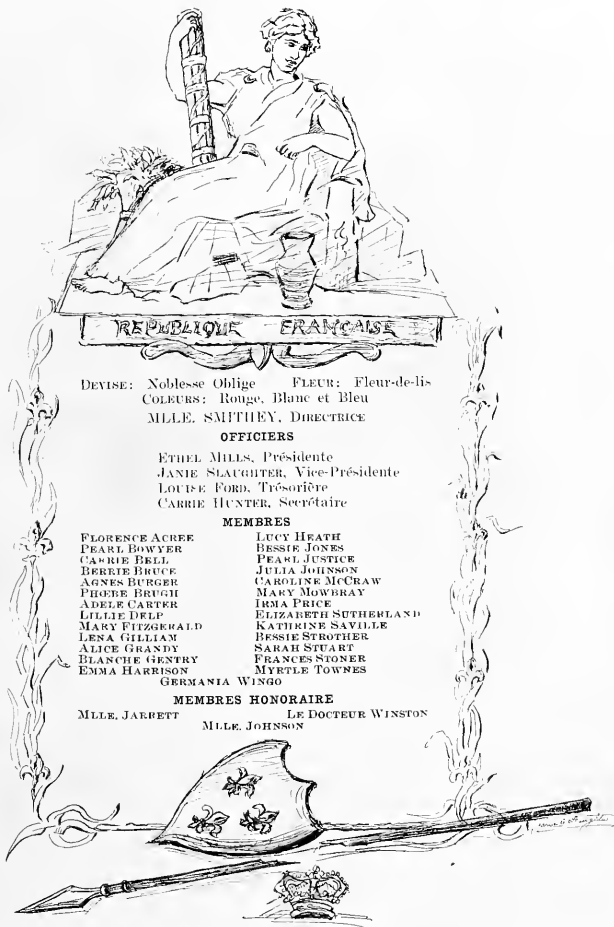 REPUBLIQUE FRANÇAISE
DEVISE: Noblesse Oblige FLEUR: Fleur-de-lis
COLEURS: Rouge, Blanc et Bleu
MLLE. SMITHEY, DIRECTRICE
OFFICIERS
ETHEL MILLS, Présidente
JANIE SLAUGHTER, Vice-Présidente
LOUISE FORD, Trésorière
CARRIE HUNTER, Secrétaire
MEMBRES
FLORENCE ACREE
PEARL BOWYER
CARRIE BELL
BERRIE BRUCE
AGNES BURGER
PHOEBE BRUGH
ADELE CARTER
LILLIE DELP
MARY FITZGERALD
LENA GILLIAM
ALICE GRANDY
BLANCHE GENTRY
EMMA HARRISON
LUCY HEATH
BESSIE JONES
PEARL JUSTICE
JULIA JOHNSON
CAROLINE MCCRAW
MARY MOWBRAY
IRMA PRICE
ELIZABETH SUTHERLAND
KATHRINE SAVILLE
BESSIE STROTHER
SARAH STUART
FRANCES STONER
MYRTLE TOWNES
GERMANIA WINGO
MEMBRES HONORAIRE
MLLE. JARRETT LE DOCTEUR WINSTON
MLLE. JOHNSON